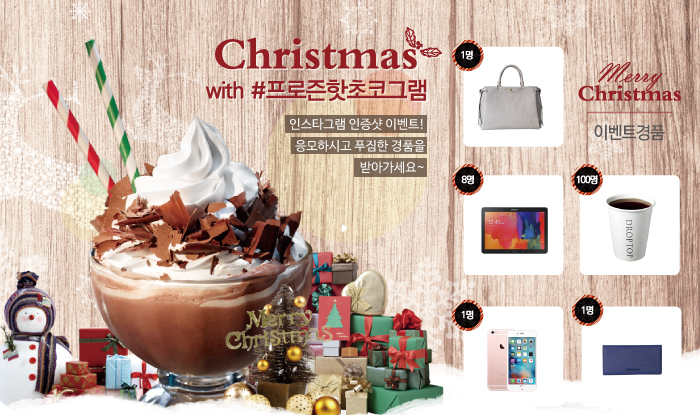 Christmas
with #프로즌핫초코그램
인스타그램 인증샷 이벤트!
응모하시고 푸짐한 경품을
받아가세요~
Merry
Christmas
이벤트경품
1명
8명
100명
DROPTOP
1명
1명
Merry
Christmas